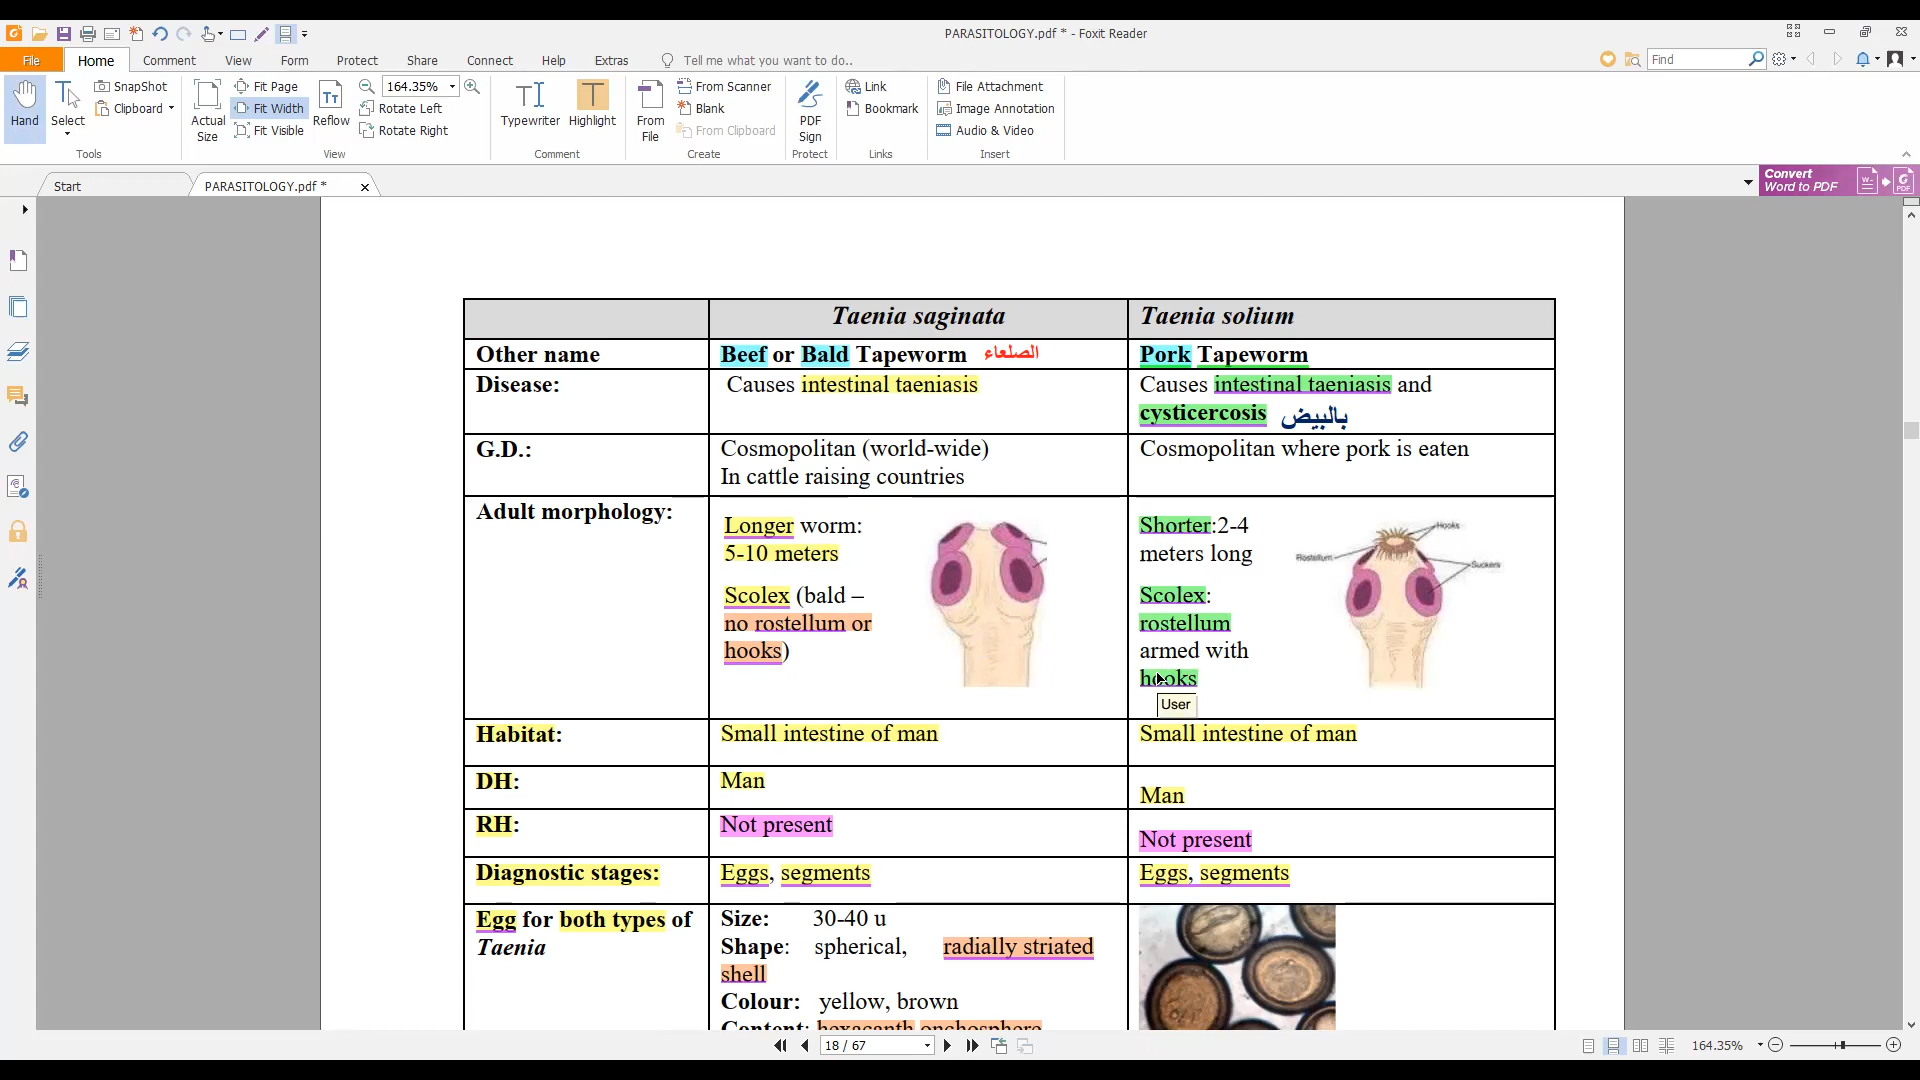 PARASITOLOGY.pdf * - Foxit Reader
File
Home
Comment
View
Form
Protect
Share
Connect
Help
Extras
Tell me what you want to do..
Find
Hand
Select
SnapShot
Clipboard
Tools
Actual Size
Fit Page
Fit Width
Fit Visible
Reflow
164.35%
Rotate Left
Rotate Right
View
Typewriter
Highlight
Comment
From File
From Scanner
Blank
From Clipboard
Create
PDF Sign
Protect
Link
Bookmark
Links
File Attachment
Image Annotation
Audio & Video
Insert
Start
PARASITOLOGY.pdf *
Convert
Word to PDF
Taenia saginata
Taenia solium
Other name
Beef or Bald Tapeworm الصلعاء
Pork Tapeworm
Disease:
Causes intestinal taeniasis
Causes intestinal taeniasis and
cysticercosis بالبيض
G.D.:
Cosmopolitan (world-wide)
In cattle raising countries
Cosmopolitan where pork is eaten
Adult morphology:
Longer worm:
5-10 meters
Scolex (bald –
no rostellum or
hooks)
Shorter:2-4
meters long
Scolex:
rostellum
armed with
hooks
User
Hooks
Rostellum
Suckers
Habitat:
Small intestine of man
Small intestine of man
DH:
Man
Man
RH:
Not present
Not present
Diagnostic stages:
Eggs, segments
Eggs, segments
Egg for both types of
Taenia
Size: 30-40 u
Shape: spherical, radially striated
shell
Colour: yellow, brown
Content: hexacanth onchosphere
18 / 67
164.35%